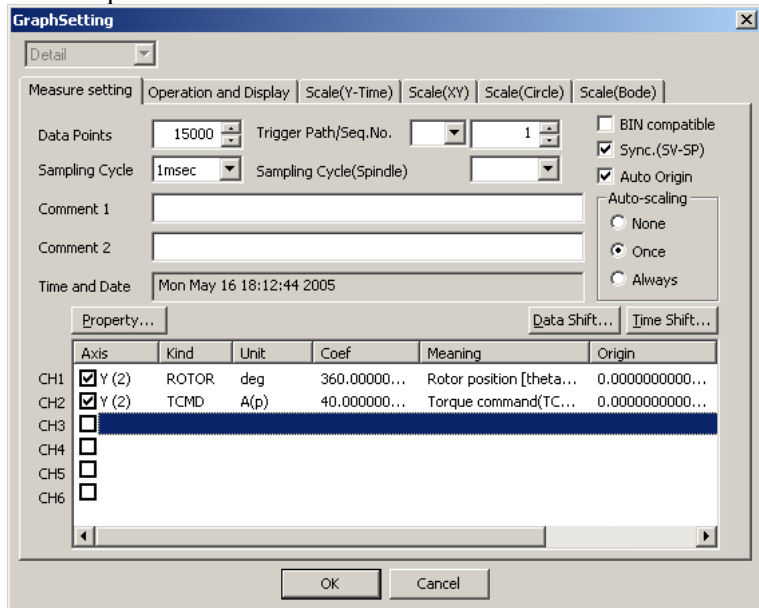 GraphSetting
Detail
Measure setting Operation and Display Scale(Y-Time) Scale(XY) Scale(Circle) Scale(Bode)
Data Points 15000 Trigger Path/Seq.No. 1 BIN compatible
Sync.(SV-SP)
Sampling Cycle 1msec Sampling Cycle(Spindle) Auto Origin
Auto-scaling
Comment 1 None
Comment 2 Once
Time and Date Mon May 16 18:12:44 2005 Always
Property... Data Shift... Time Shift...
Axis Kind Unit Coef Meaning Origin
CH1 Y (2) ROTOR deg 360.00000... Rotor position [theta... 0.0000000000...
CH2 Y (2) TCMD A(p) 40.000000... Torque command(TC... 0.0000000000...
CH3
CH4
CH5
CH6
OK Cancel